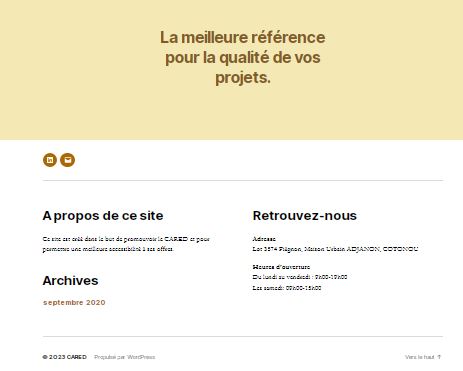 La meilleure référence
pour la qualité de vos
projets.
A propos de ce site
Ce site est créé dans le but de promouvoir le CARED et pour
permettre une meilleure accessibilité à ses offres.
Archives
septembre 2020
Retrouvez-nous
Adresse
Lot 3574 Fidgnon, Maison Urbain ADJANON, COTONOU
Heures d'ouverture
Du lundi au vendredi : 9h00-19h00
Les samedi: 09h00-15h00
© 2023 CARED Propulsé par WordPress
Vers le haut ↑